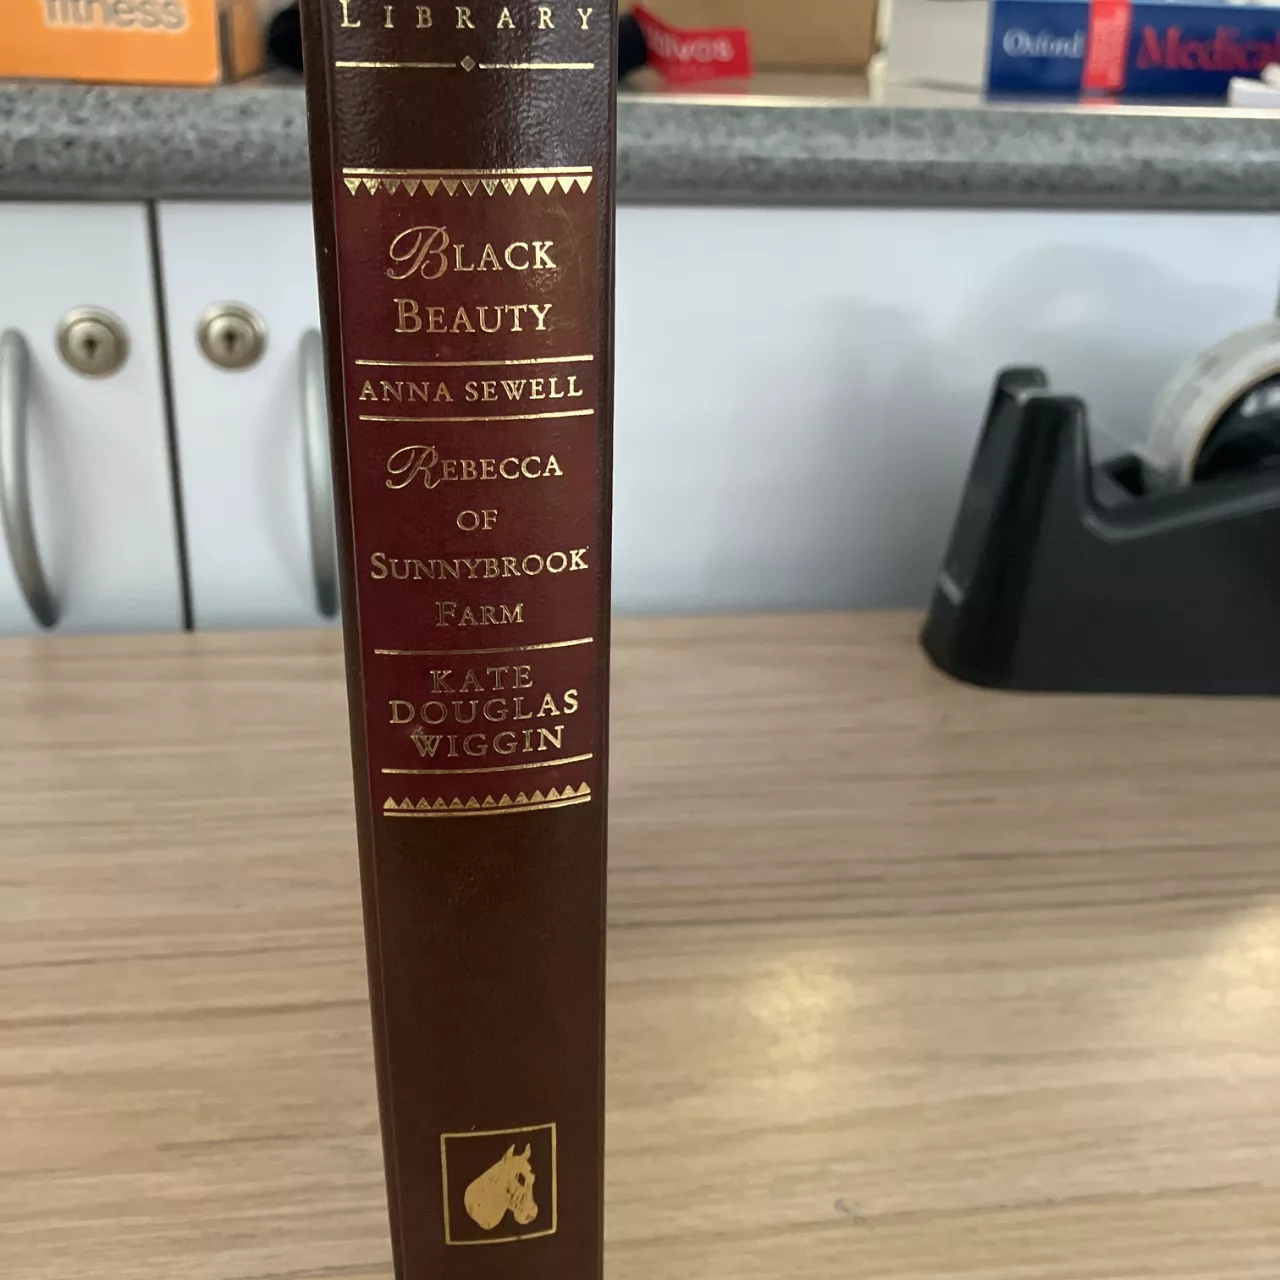 fitness
Oxford Medical
LIBRARY
BLACK
BEAUTY
ANNA SEWELL
REBECCA
OF
SUNNYBROOK
FARM
KATE
DOUGLAS
WIGGIN